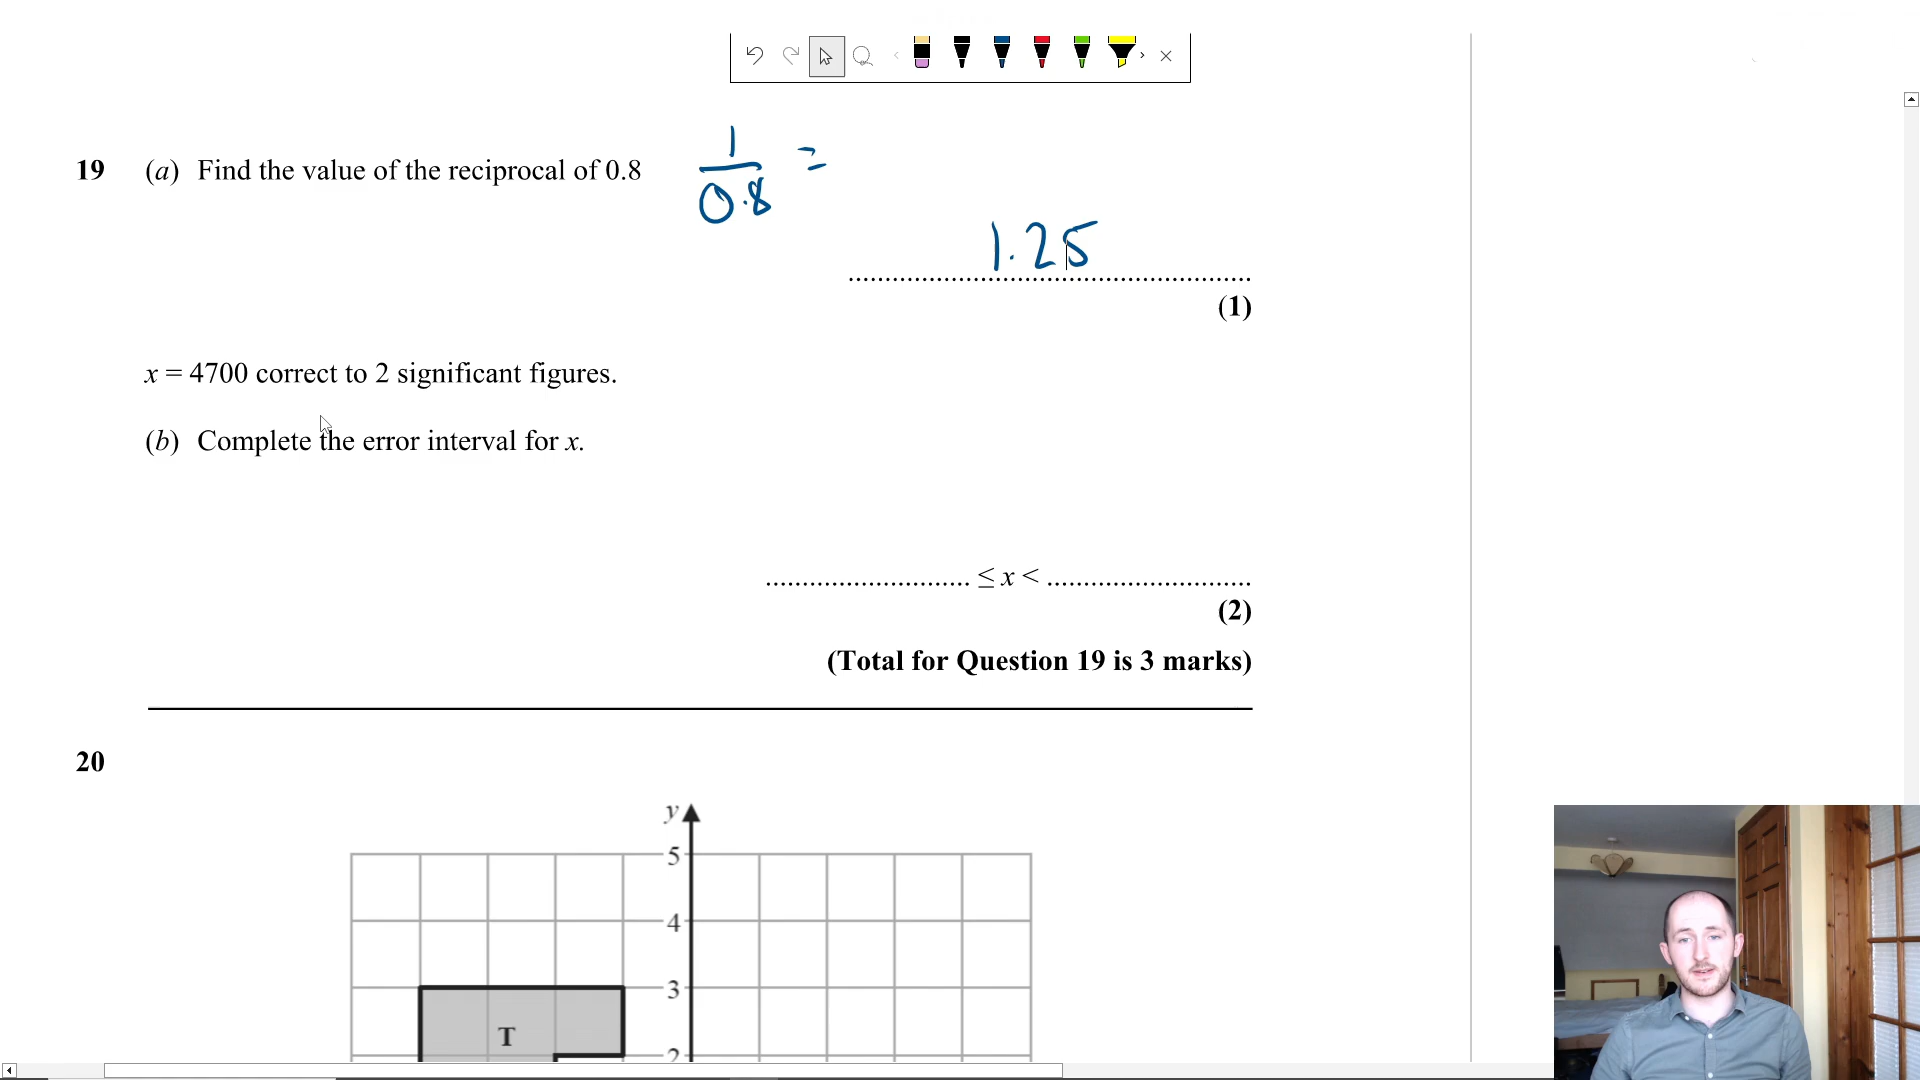 19 (a) Find the value of the reciprocal of 0.8
1
0.8
=
1.25
(1)
x = 4700 correct to 2 significant figures.
(b) Complete the error interval for x.
.............................. ≤ x < ..............................
(2)
(Total for Question 19 is 3 marks)
20
y
5
4
3
T
2